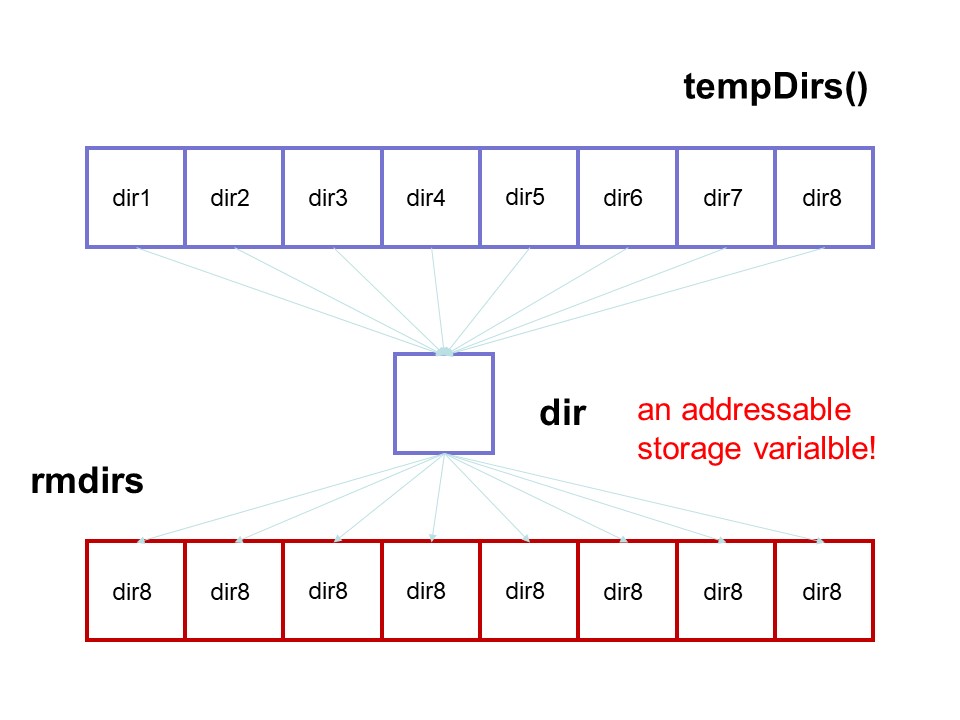 tempDirs()
dir1 dir2 dir3 dir4 dir5 dir6 dir7 dir8
dir
an addressable
storage varialble!
rmdirs
dir8 dir8 dir8 dir8 dir8 dir8 dir8 dir8